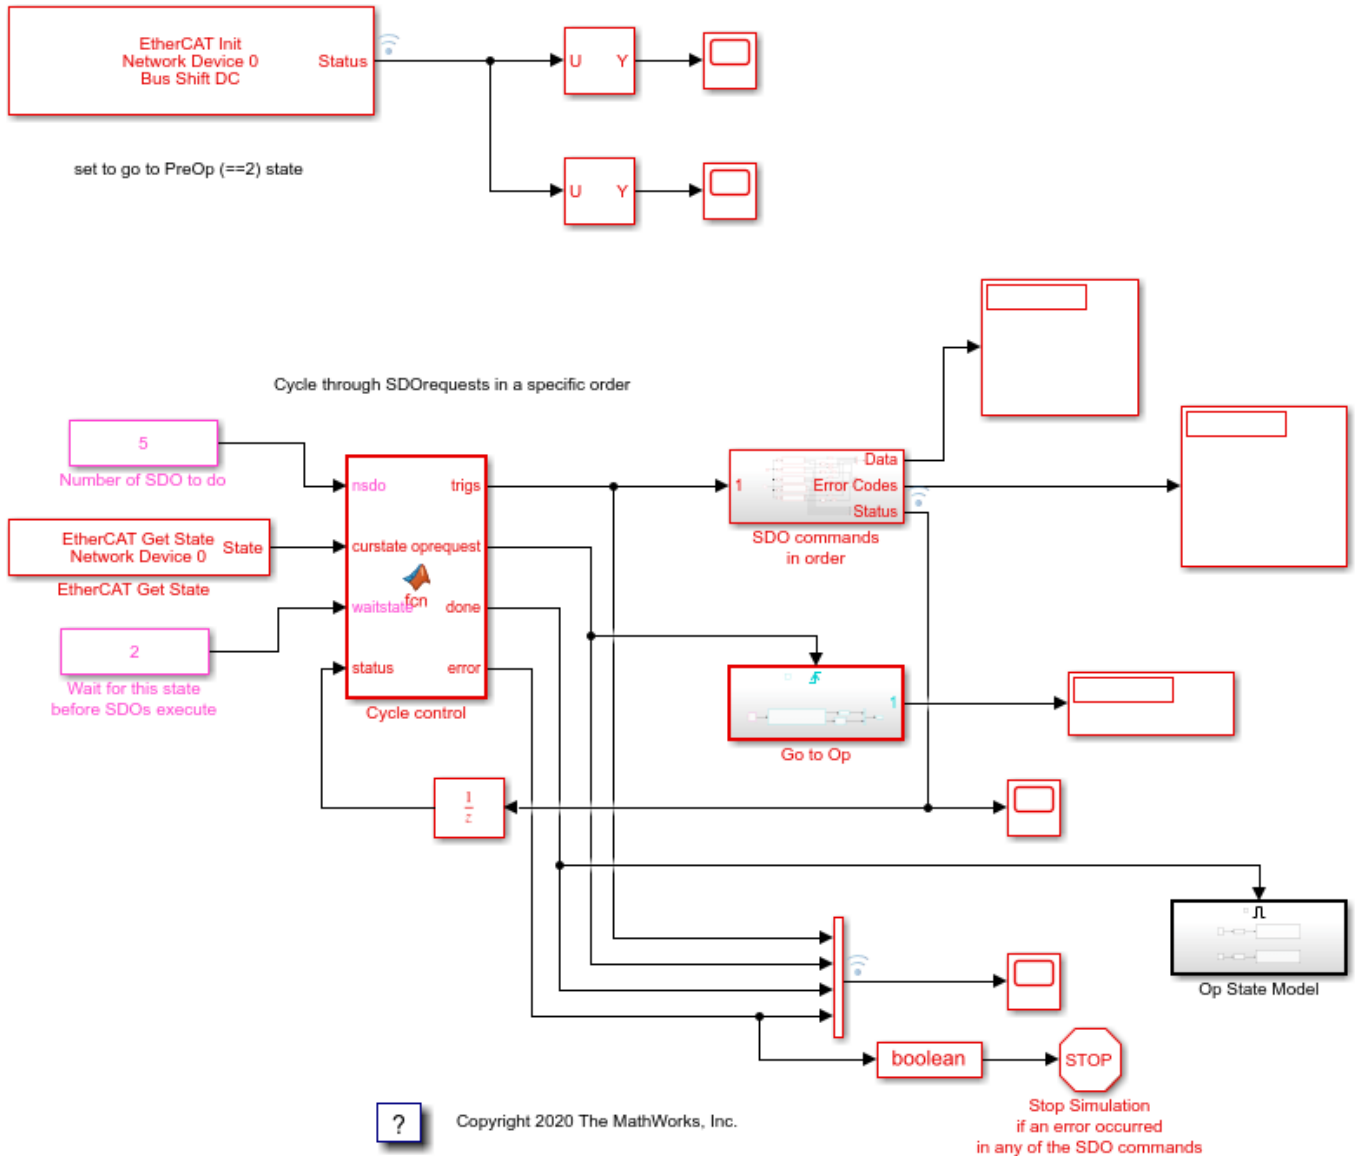 EtherCAT Init
Network Device 0
Bus Shift DC
Status
U Y
set to go to PreOp (==2) state
U Y
Cycle through SDOrequests in a specific order
5
Number of SDO to do
EtherCAT Get State
Network Device 0
State
EtherCAT Get State
2
Wait for this state
before SDOs execute
nsdo
trigs
curstate
oprequest
fcn
waitstate
done
status
error
Cycle control
1
Data
Error Codes
Status
SDO commands
in order
1
Go to Op
1
z
Op State Model
boolean
STOP
Stop Simulation
if an error occurred
in any of the SDO commands
?
Copyright 2020 The MathWorks, Inc.